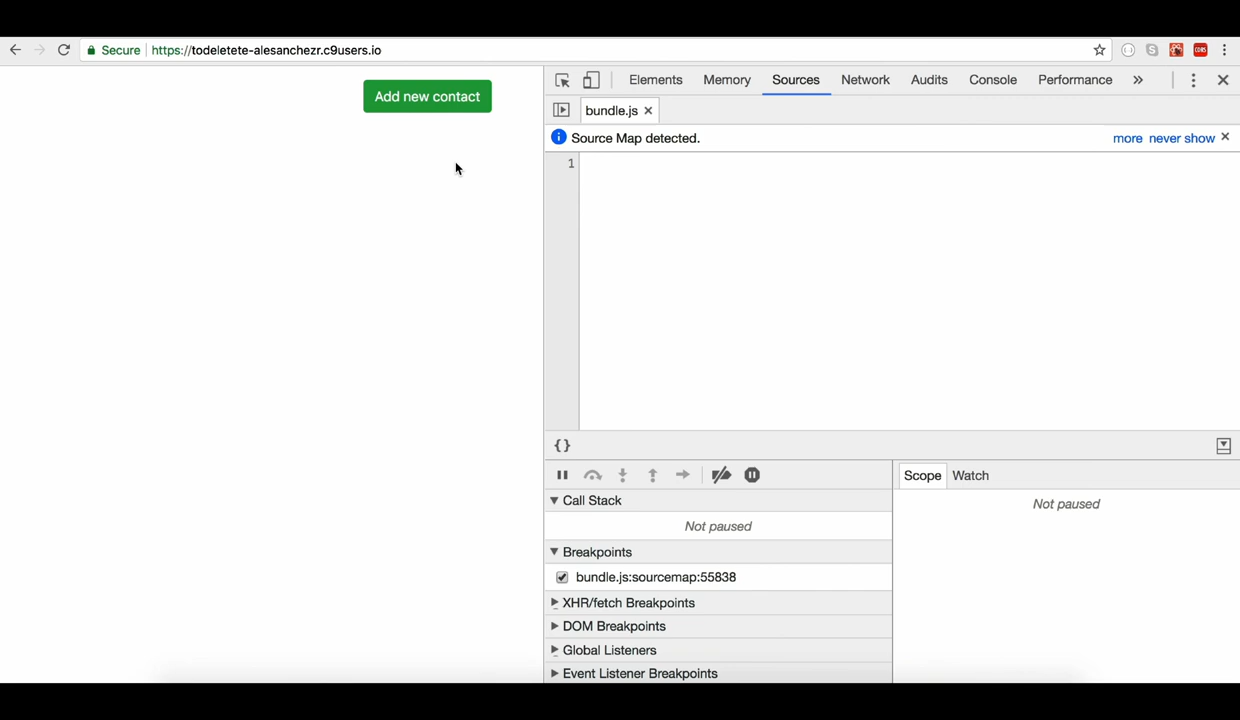 Secure https://todeletete-alesanchezr.c9users.io
Add new contact
Elements Memory Sources Network Audits Console Performance »
bundle.js ×
Source Map detected. more never show ×
1
{}
Call Stack
Not paused
Breakpoints
bundle.js:sourcemap:55838
XHR/fetch Breakpoints
DOM Breakpoints
Global Listeners
Event Listener Breakpoints
Scope Watch
Not paused